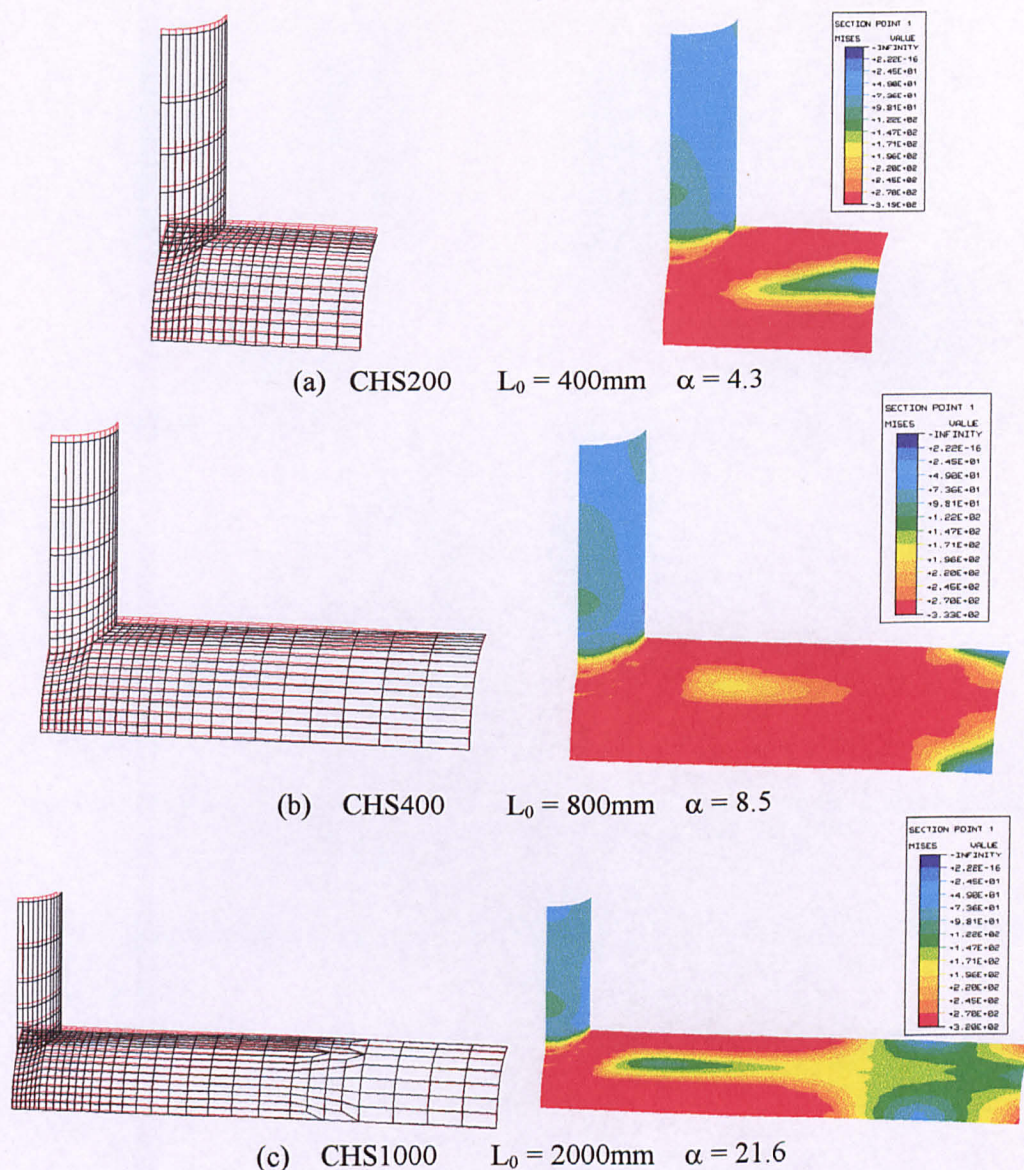 SECTION POINT 1
MISES VALUE
-INFINITY
+2.22E-16
+2.45E+01
+4.90E+01
+7.36E+01
+9.81E+01
+1.22E+02
+1.47E+02
+1.71E+02
+1.96E+02
+2.20E+02
+2.45E+02
+2.70E+02
+3.19E+02
(a) CHS200 L₀ = 400mm α = 4.3
SECTION POINT 1
MISES VALUE
-INFINITY
+2.22E-16
+2.45E+01
+4.90E+01
+7.36E+01
+9.81E+01
+1.22E+02
+1.47E+02
+1.71E+02
+1.96E+02
+2.20E+02
+2.45E+02
+2.70E+02
+3.33E+02
(b) CHS400 L₀ = 800mm α = 8.5
SECTION POINT 1
MISES VALUE
-INFINITY
+2.22E-16
+2.45E+01
+4.90E+01
+7.36E+01
+9.81E+01
+1.22E+02
+1.47E+02
+1.71E+02
+1.96E+02
+2.20E+02
+2.45E+02
+2.70E+02
+3.20E+02
(c) CHS1000 L₀ = 2000mm α = 21.6